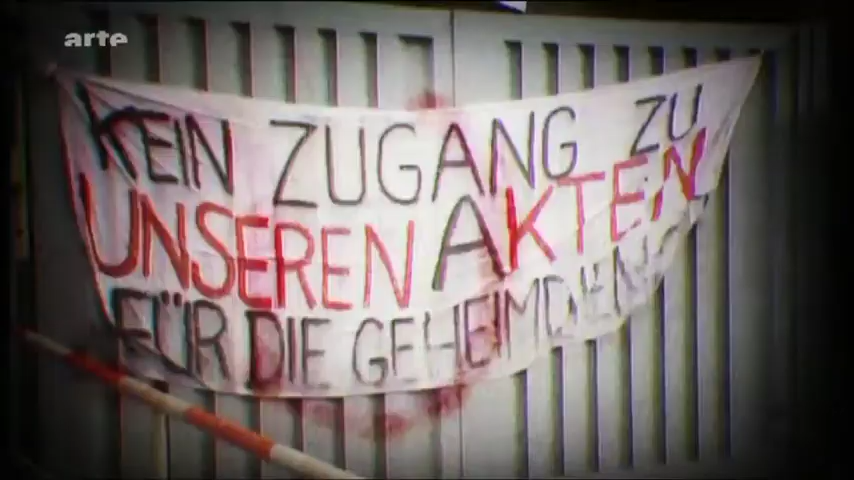 arte
KEIN ZUGANG ZU
UNSEREN AKTEN
FÜR DIE